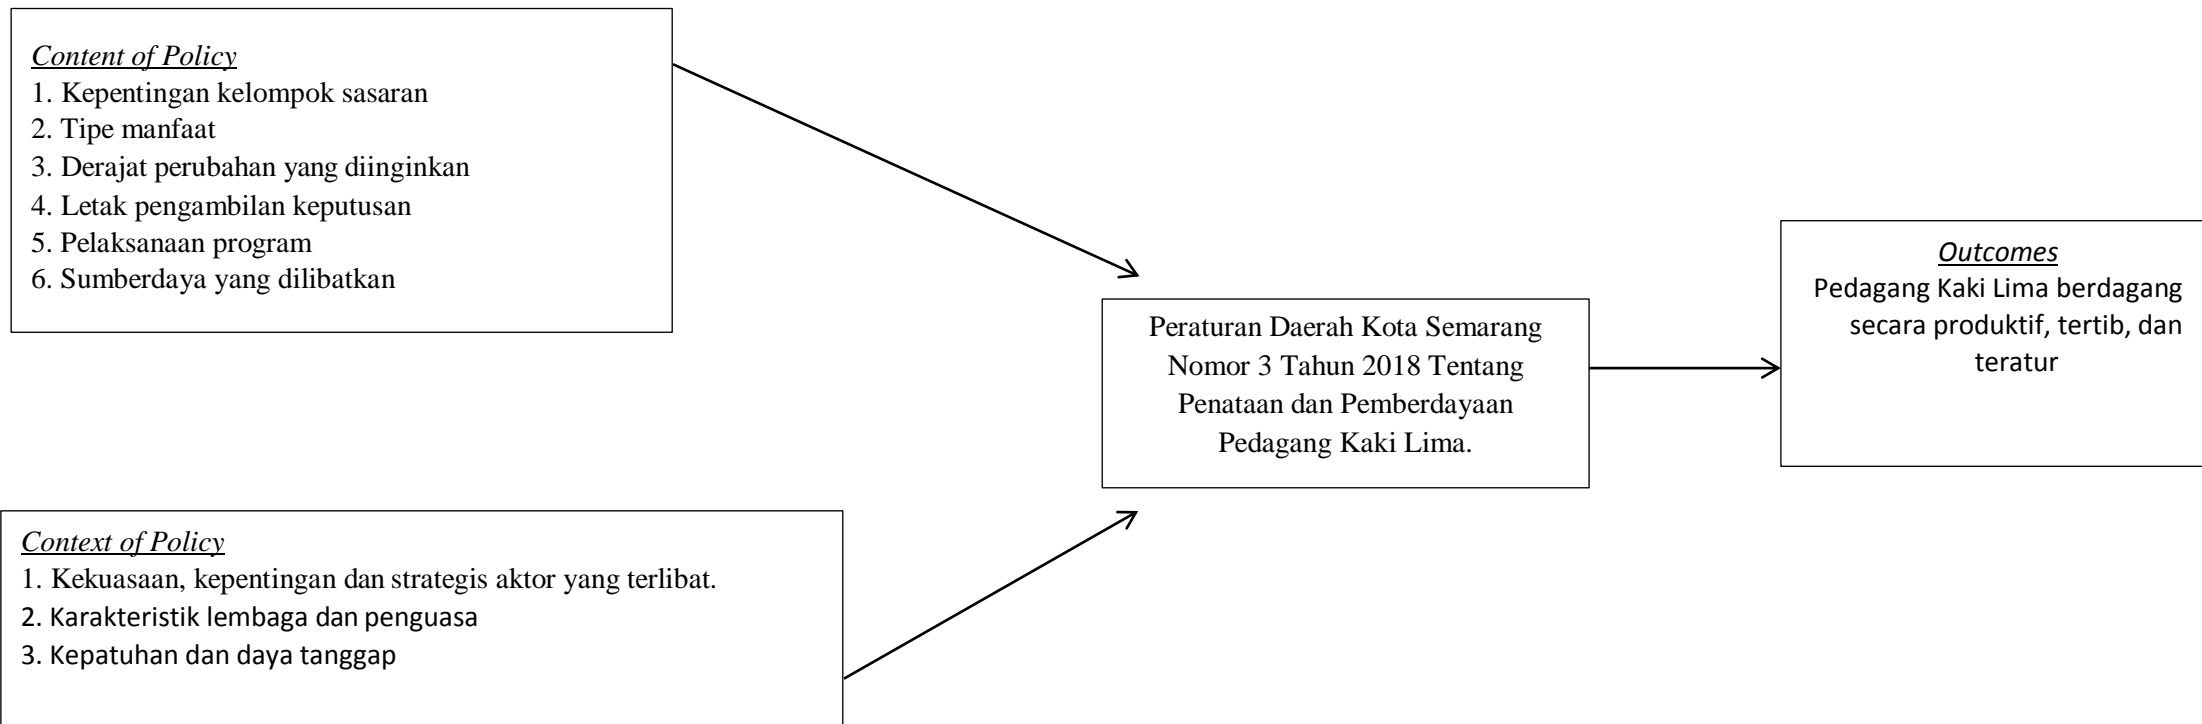 Content of Policy
1. Kepentingan kelompok sasaran
2. Tipe manfaat
3. Derajat perubahan yang diinginkan
4. Letak pengambilan keputusan
5. Pelaksanaan program
6. Sumberdaya yang dilibatkan
Peraturan Daerah Kota Semarang
Nomor 3 Tahun 2018 Tentang
Penataan dan Pemberdayaan
Pedagang Kaki Lima.
Outcomes
Pedagang Kaki Lima berdagang
secara produktif, tertib, dan
teratur
Context of Policy
1. Kekuasaan, kepentingan dan strategis aktor yang terlibat.
2. Karakteristik lembaga dan penguasa
3. Kepatuhan dan daya tanggap